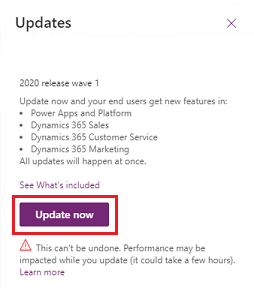 Updates
2020 release wave 1
Update now and your end users get new features in:
• Power Apps and Platform
• Dynamics 365 Sales
• Dynamics 365 Customer Service
• Dynamics 365 Marketing
All updates will happen at once.
See What's included
Update now
This can't be undone. Performance may be
impacted while you update (it could take a few hours).
Learn more